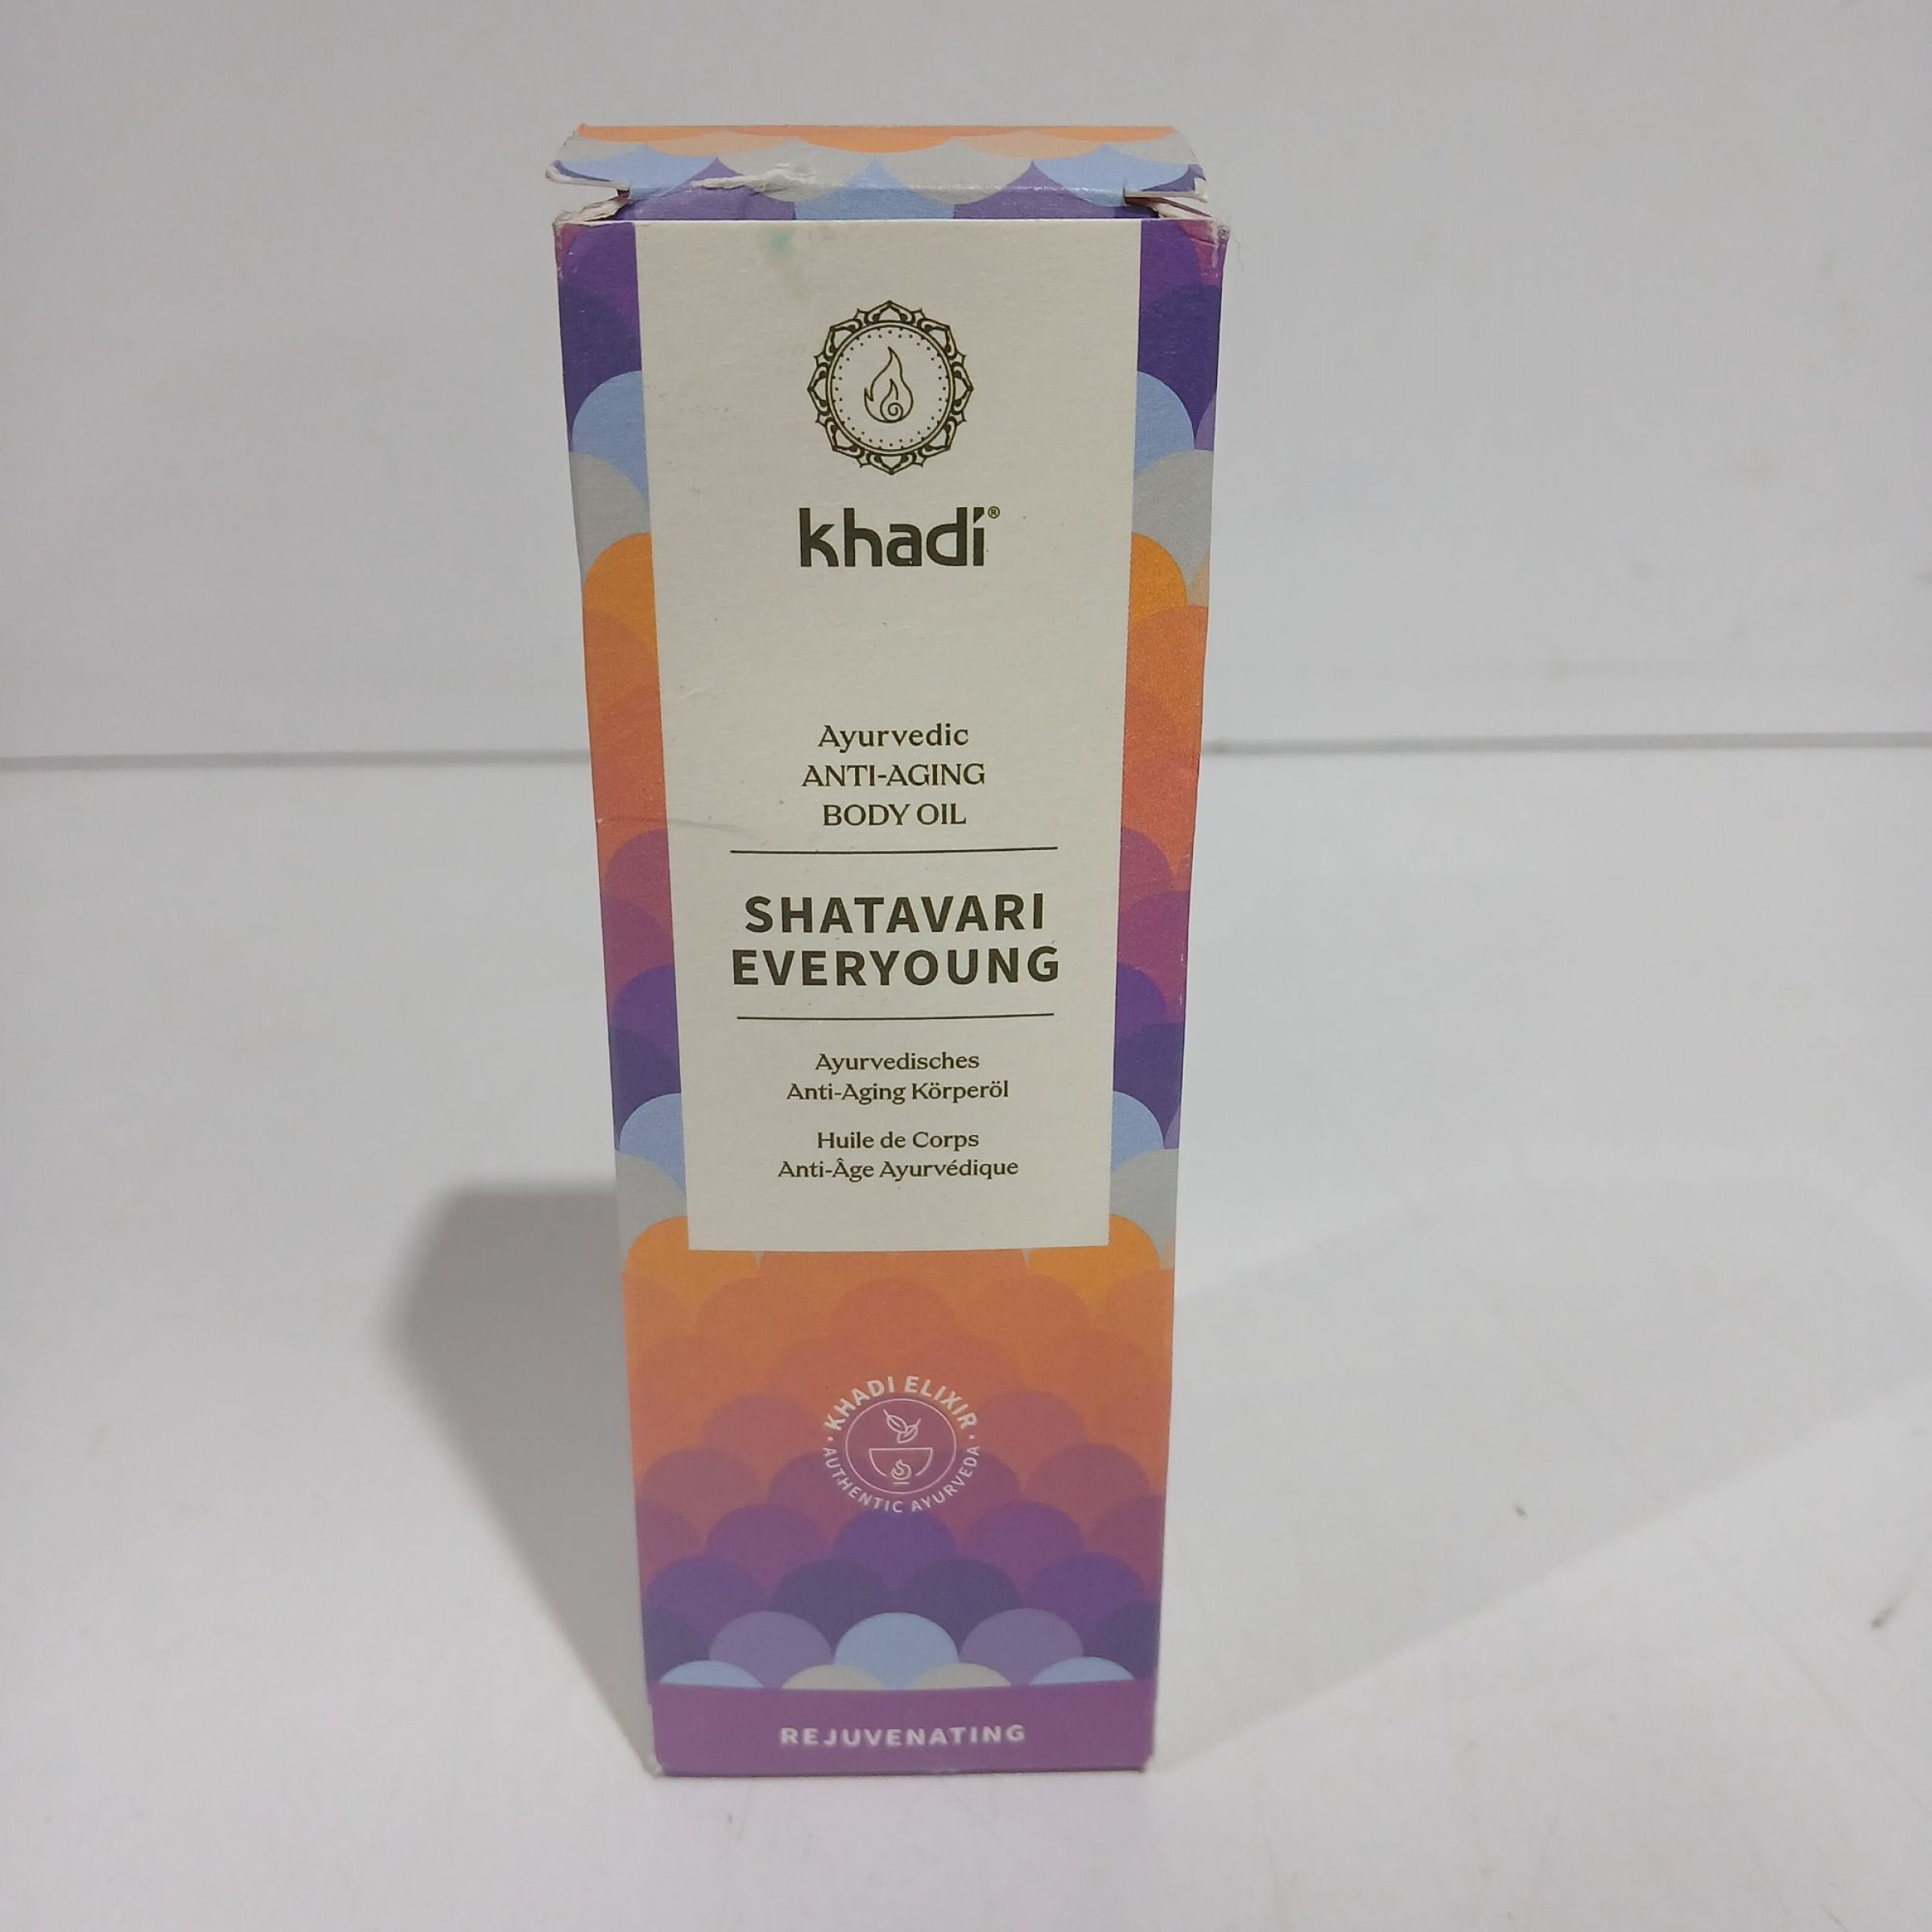 khadí®
Ayurvedic
ANTI-AGING
BODY OIL
SHATAVARI
EVERYOUNG
Ayurvedisches
Anti-Aging Körperöl
Huile de Corps
Anti-Âge Ayurvédique
· KHADI ELIXIR ·
AUTHENTIC AYURVEDA
REJUVENATING